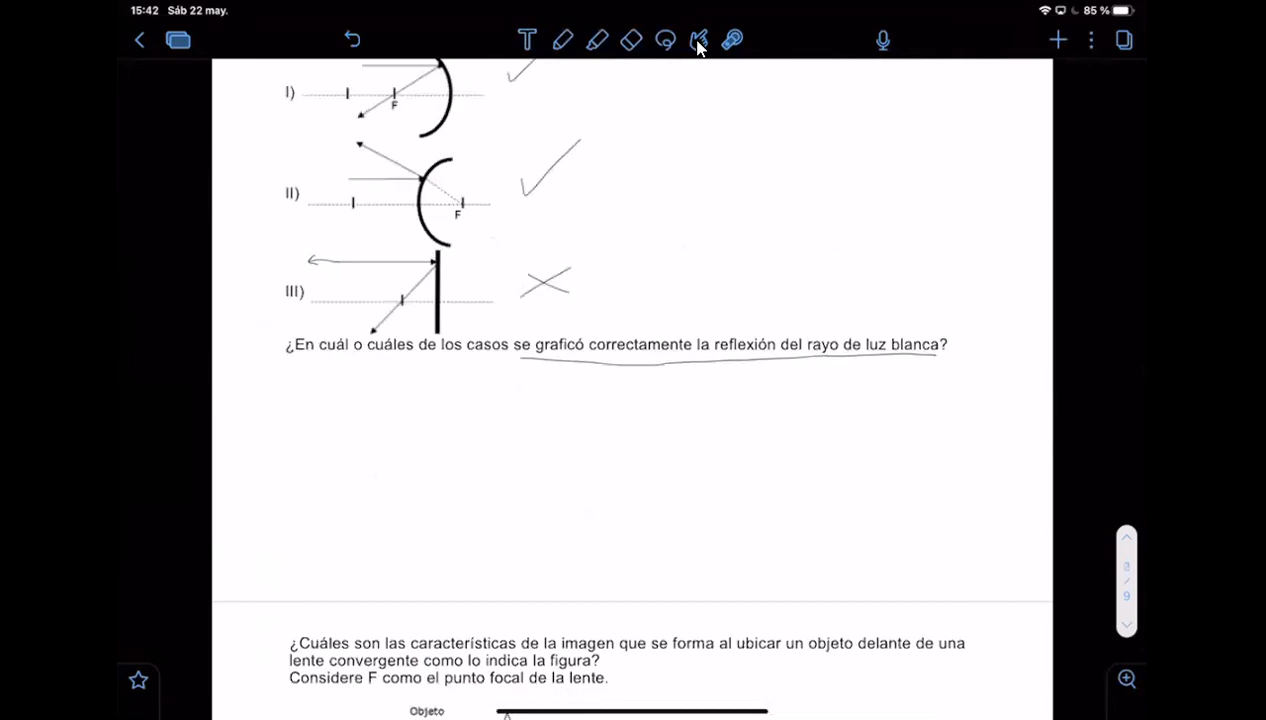 15:42 Sáb 22 may.
85 %
T
I)
F
II)
F
III)
¿En cuál o cuáles de los casos se graficó correctamente la reflexión del rayo de luz blanca?
9
¿Cuáles son las características de la imagen que se forma al ubicar un objeto delante de una
lente convergente como lo indica la figura?
Considere F como el punto focal de la lente.
Objeto